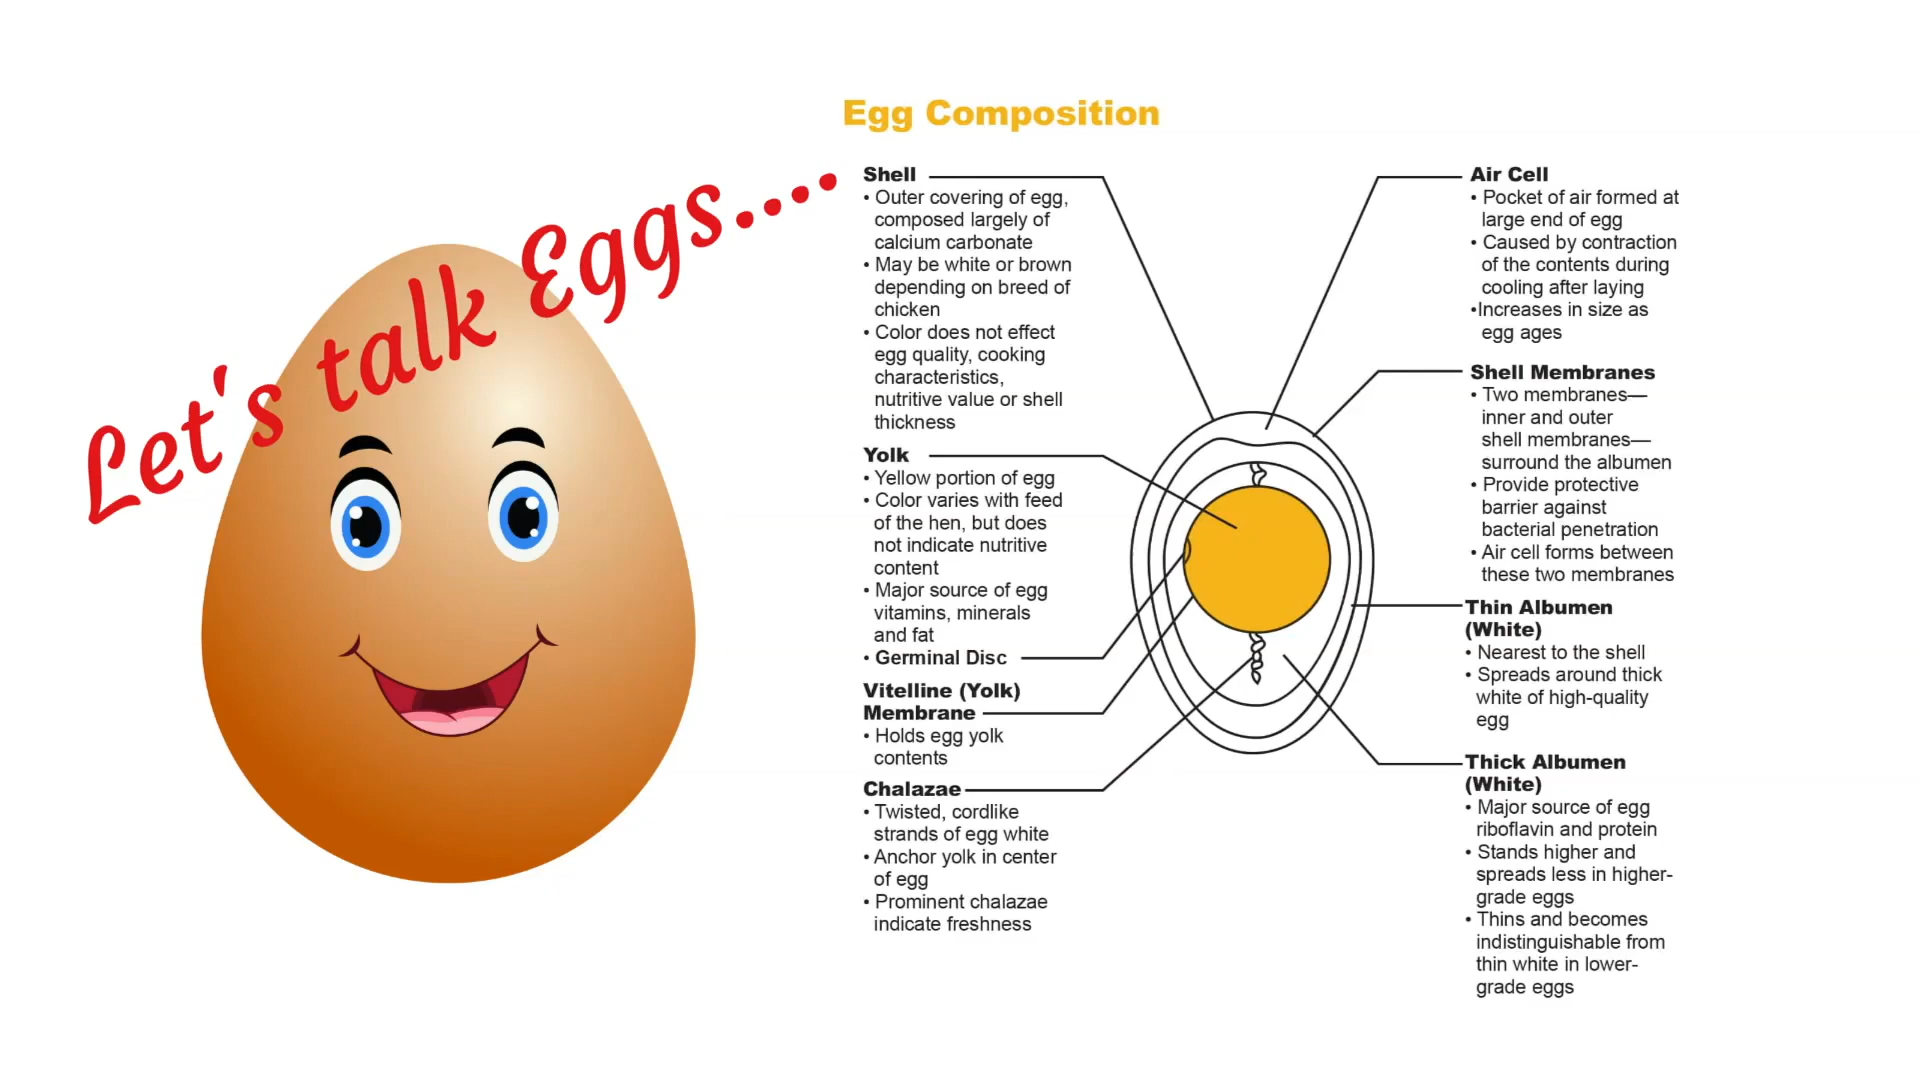 Let's talk Eggs....
Egg Composition
Shell
• Outer covering of egg,
composed largely of
calcium carbonate
• May be white or brown
depending on breed of
chicken
• Color does not effect
egg quality, cooking
characteristics,
nutritive value or shell
thickness
Yolk
• Yellow portion of egg
• Color varies with feed
of the hen, but does
not indicate nutritive
content
• Major source of egg
vitamins, minerals
and fat
• Germinal Disc
Vitelline (Yolk)
Membrane
• Holds egg yolk
contents
Chalazae
• Twisted, cordlike
strands of egg white
• Anchor yolk in center
of egg
• Prominent chalazae
indicate freshness
Air Cell
• Pocket of air formed at
large end of egg
• Caused by contraction
of the contents during
cooling after laying
•Increases in size as
egg ages
Shell Membranes
• Two membranes—
inner and outer
shell membranes—
surround the albumen
• Provide protective
barrier against
bacterial penetration
• Air cell forms between
these two membranes
Thin Albumen
(White)
• Nearest to the shell
• Spreads around thick
white of high-quality
egg
Thick Albumen
(White)
• Major source of egg
riboflavin and protein
• Stands higher and
spreads less in higher-
grade eggs
• Thins and becomes
indistinguishable from
thin white in lower-
grade eggs